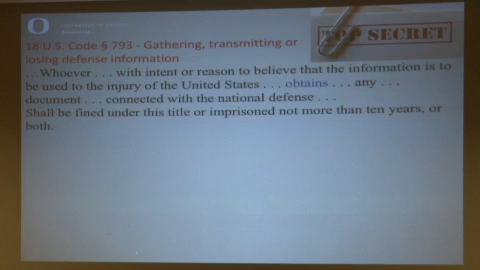 18 U.S. Code § 793 - Gathering, transmitting or
losing defense information
TOP SECRET
...Whoever . . . with intent or reason to believe that the information is to
be used to the injury of the United States . . . obtains . . . any . . .
document . . . connected with the national defense . . .
Shall be fined under this title or imprisoned not more than ten years, or
both.